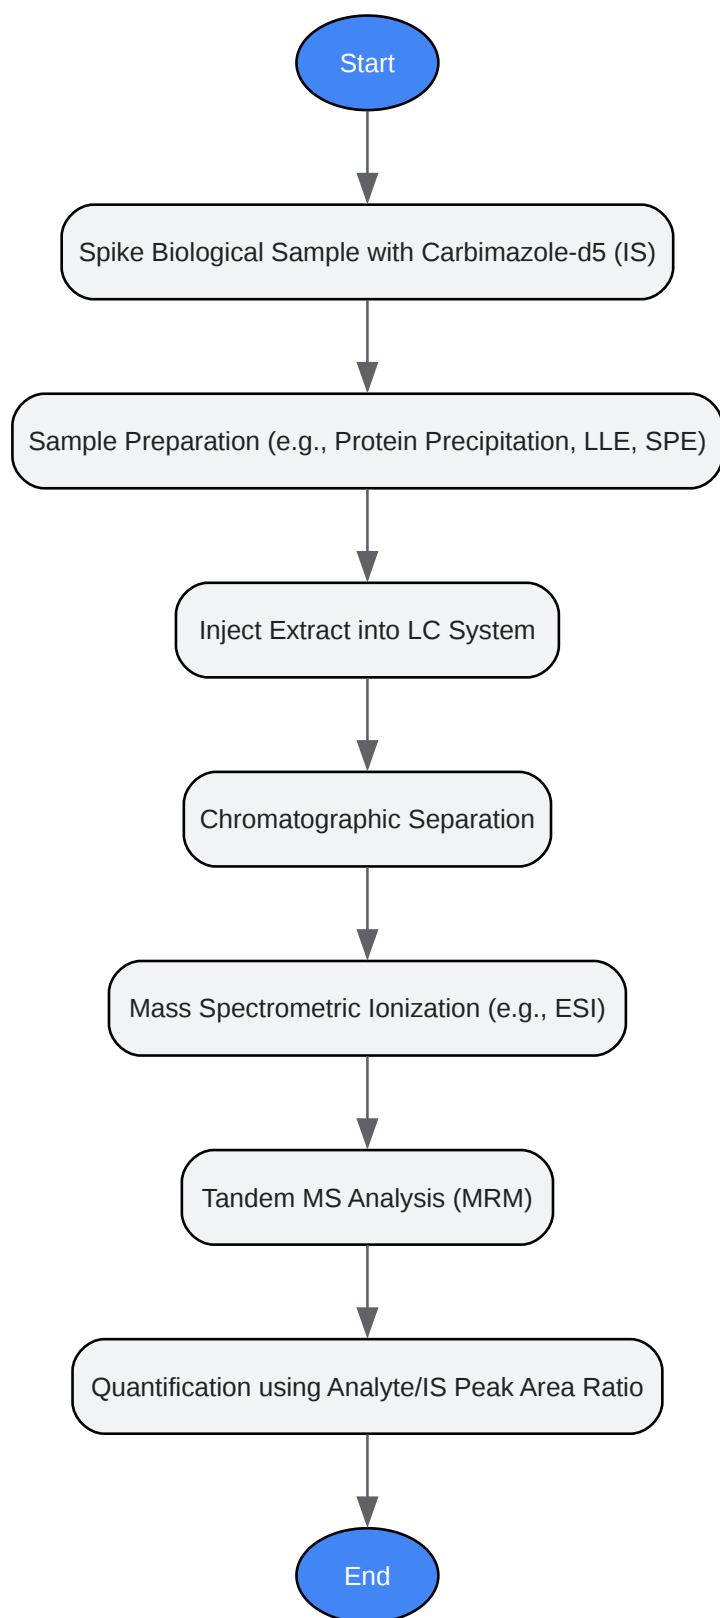 Start
Spike Biological Sample with Carbimazole-d5 (IS)
Sample Preparation (e.g., Protein Precipitation, LLE, SPE)
Inject Extract into LC System
Chromatographic Separation
Mass Spectrometric Ionization (e.g., ESI)
Tandem MS Analysis (MRM)
Quantification using Analyte/IS Peak Area Ratio
End